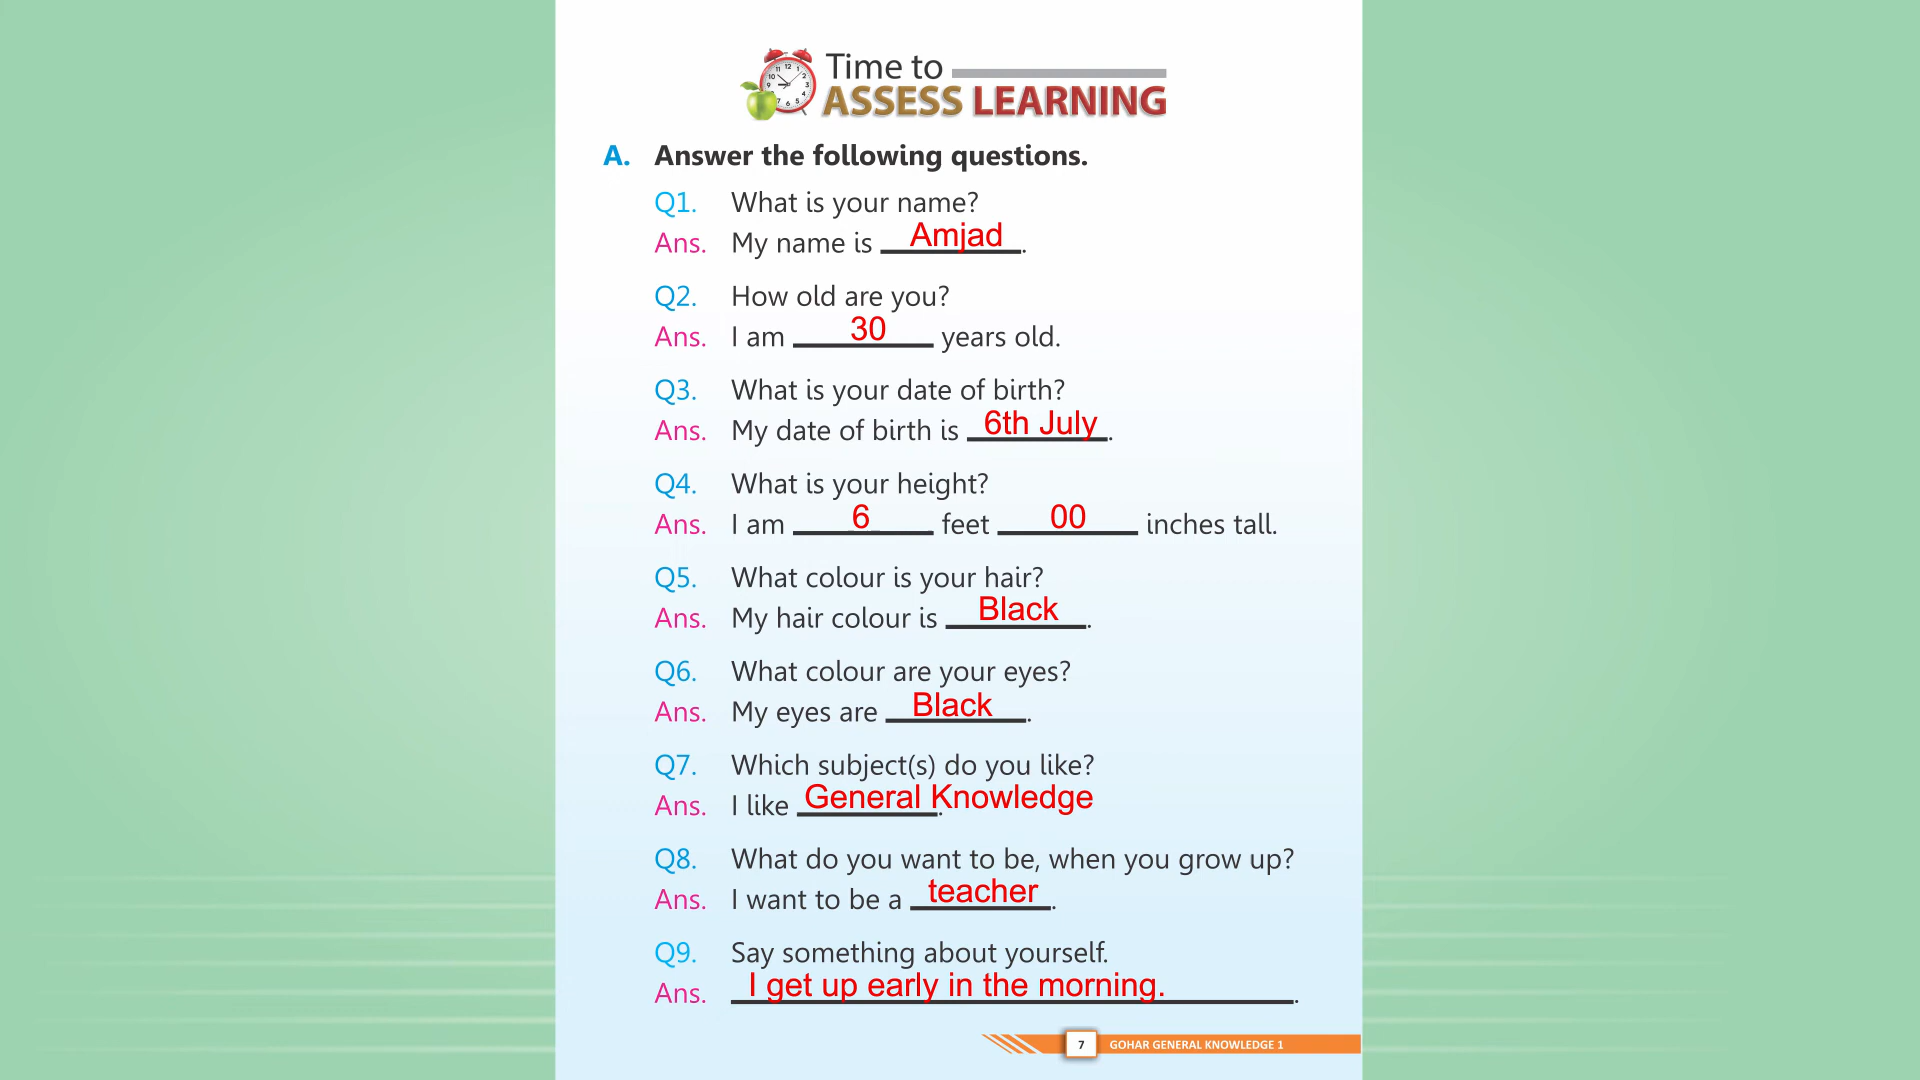 Time to
ASSESS LEARNING
A. Answer the following questions.
Q1. What is your name?
Ans. My name is Amjad.
Q2. How old are you?
Ans. I am 30 years old.
Q3. What is your date of birth?
Ans. My date of birth is 6th July.
Q4. What is your height?
Ans. I am 6 feet 00 inches tall.
Q5. What colour is your hair?
Ans. My hair colour is Black.
Q6. What colour are your eyes?
Ans. My eyes are Black.
Q7. Which subject(s) do you like?
Ans. I like General Knowledge.
Q8. What do you want to be, when you grow up?
Ans. I want to be a teacher.
Q9. Say something about yourself.
Ans. I get up early in the morning..
7 GOHAR GENERAL KNOWLEDGE 1